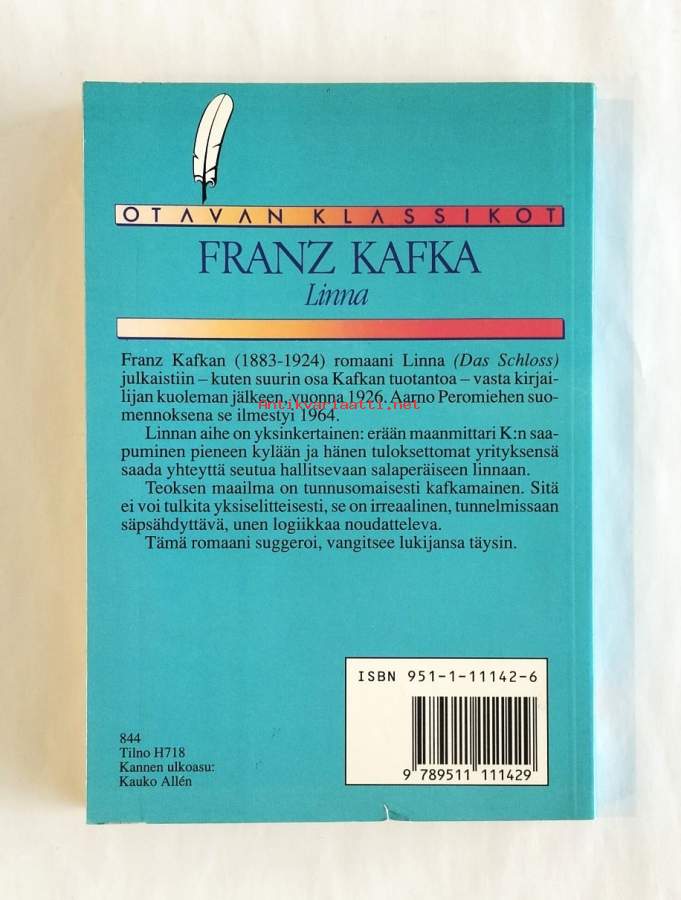 OTAVAN KLASSIKOT
FRANZ KAFKA
Linna
Franz Kafkan (1883-1924) romaani Linna (Das Schloss)
julkaistiin – kuten suurin osa Kafkan tuotantoa – vasta kirjai-
lijan kuoleman jälkeen, vuonna 1926. Aarno Peromiehen suo-
Antikvariaatti.net
mennoksena se ilmestyi 1964.
Linnan aihe on yksinkertainen: erään maanmittari K:n saa-
puminen pieneen kylään ja hänen tuloksettomat yrityksensä
saada yhteyttä seutua hallitsevaan salaperäiseen linnaan.
Teoksen maailma on tunnusomaisesti kafkamainen. Sitä
ei voi tulkita yksiselitteisesti, se on irreaalinen, tunnelmissaan
säpsähdyttävä, unen logiikkaa noudatteleva.
Tämä romaani suggeroi, vangitsee lukijansa täysin.
ISBN 951-1-11142-6
9 789511 111429
844
Tilno H718
Kannen ulkoasu:
Kauko Allén